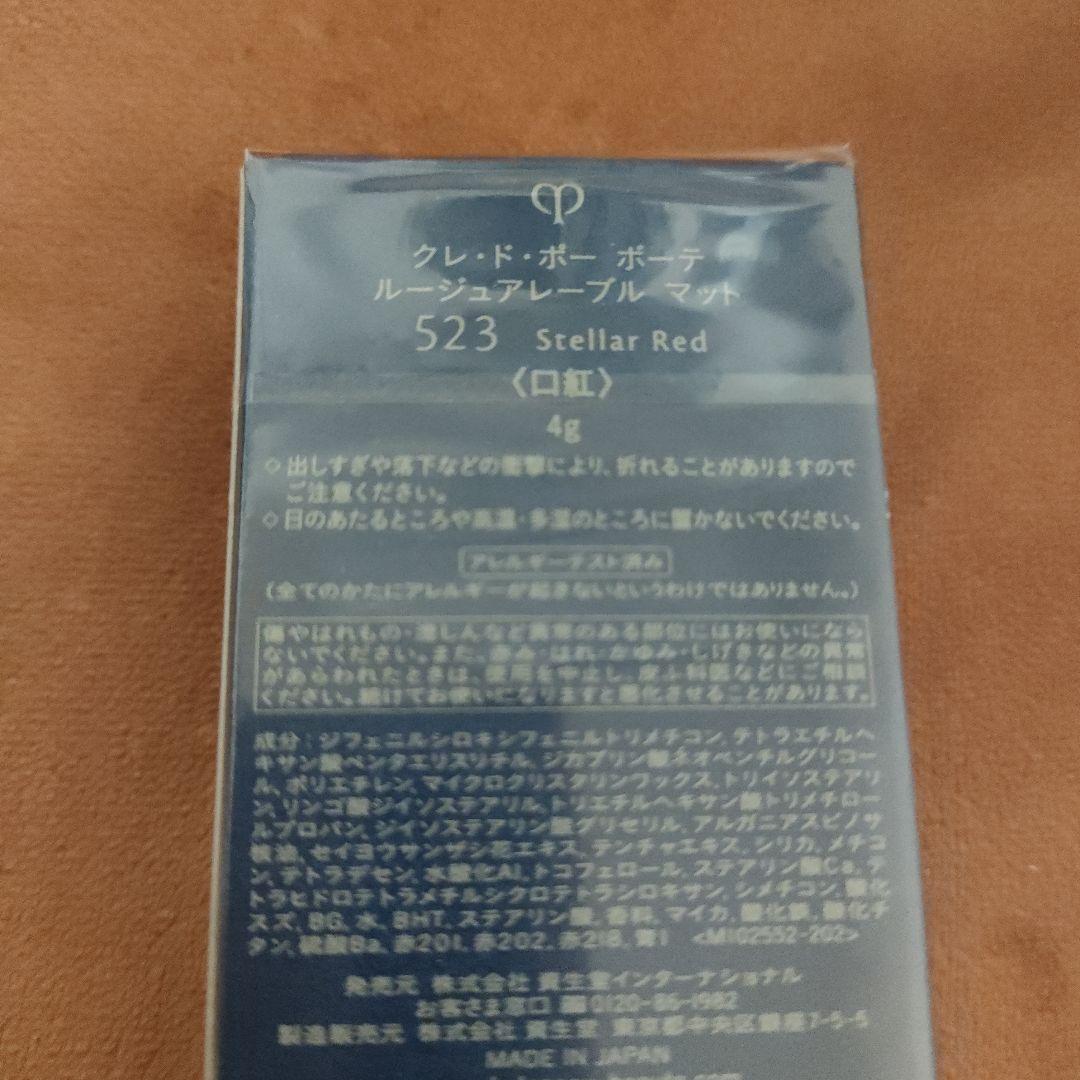 クレ・ド・ポー ボーテ
ルージュアレーブル マット
523 Stellar Red
〈口紅〉
4g
◇出しすぎや落下などの衝撃により、折れることがありますので
ご注意ください。
◇日のあたるところや高温・多湿のところに置かないでください。
アレルギーテスト済み
(全てのかたにアレルギーが起きないというわけではありません。)
傷やはれもの・湿しんなど異常のある部位にはお使いになら
ないでください。また、赤み・はれ・かゆみ・しげきなどの異常
があらわれたときは、使用を中止し、皮ふ科医などにご相談
ください。続けてお使いになりますと悪化させることがあります。
成分:ジフェニルシロキシフェニルトリメチコン、テトラエチルヘ
キサン酸ペンタエリスリチル、ジカプリン酸ネオペンチルグリコー
ル、ポリエチレン、マイクロクリスタリンワックス、トリイソステアリ
ン、リンゴ酸ジイソステアリル、トリエチルヘキサン酸トリメチロー
ルプロパン、ジイソステアリン酸グリセリル、アルガニアスピノサ
核油、セイヨウサンザシ花エキス、テンチャエキス、シリカ、メチコ
ン、テトラデセン、水酸化Al、トコフェロール、ステアリン酸Ca、テ
トラヒドロテトラメチルシクロテトランロキサン、シメチコン、酸化
スズ、BG、水、BHT、ステアリン酸、香料、マイカ、酸化鉄、酸化チ
タン、硫酸Ba、赤201、赤202、赤218、青1 <MI02552-202>
発売元 株式会社 資生堂インターナショナル
お客さま窓口 0120-86-1982
製造販売元 株式会社 資生堂 東京都中央区銀座7-5-5
MADE IN JAPAN